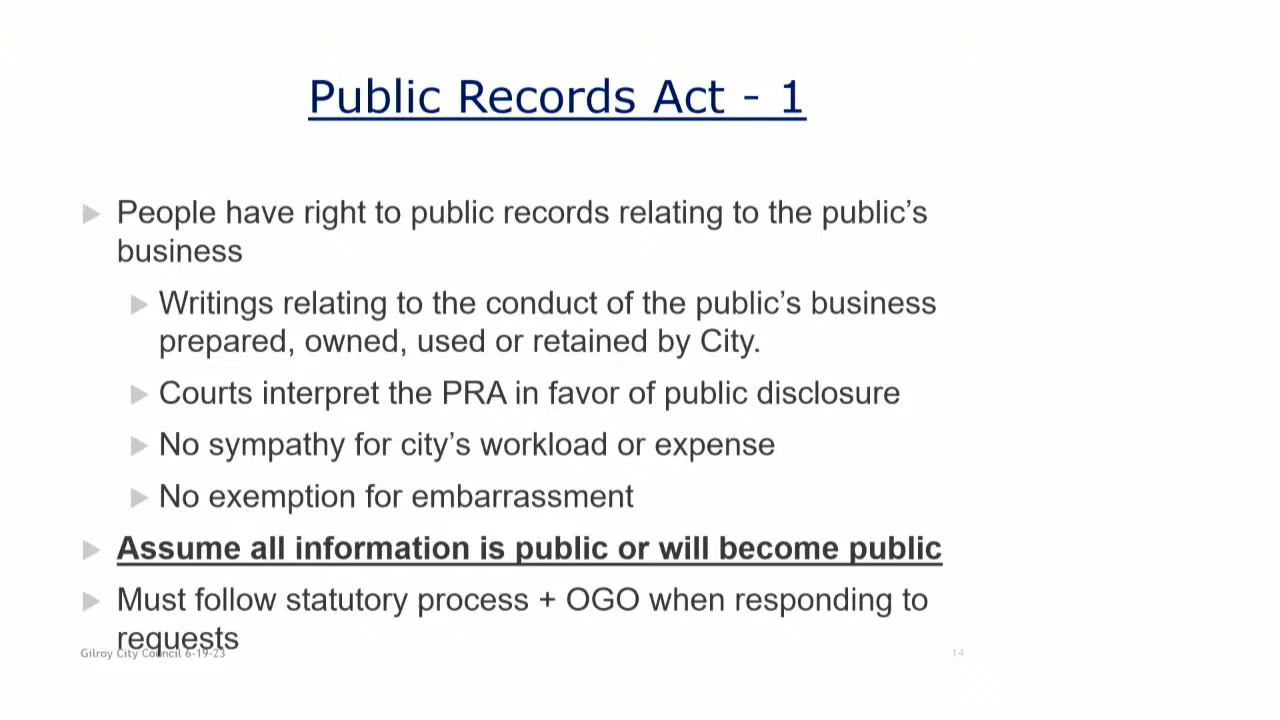 Public Records Act - 1
People have right to public records relating to the public's
business
Writings relating to the conduct of the public's business
prepared, owned, used or retained by City.
Courts interpret the PRA in favor of public disclosure
No sympathy for city's workload or expense
No exemption for embarrassment
Assume all information is public or will become public
Must follow statutory process + OGO when responding to
requests
Gilroy City Council 6-19-23
14